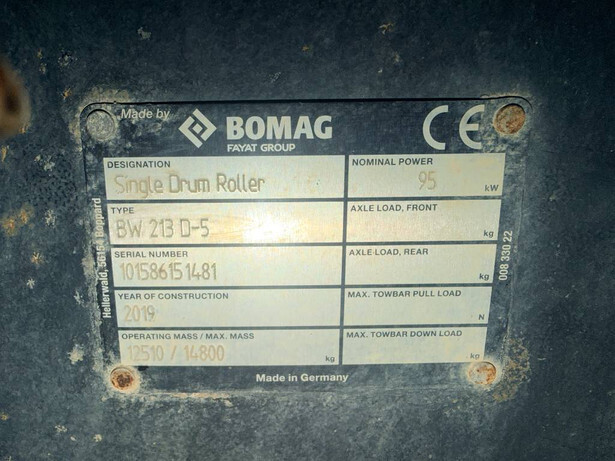 Made by BOMAG CE
FAYAT GROUP
DESIGNATION
Single Drum Roller
NOMINAL POWER
95 kW
TYPE
BW 213 D-5
AXLE LOAD, FRONT
kg
SERIAL NUMBER
101586151481
AXLE-LOAD, REAR
kg
YEAR OF CONSTRUCTION
2019
MAX. TOWBAR PULL LOAD
N
OPERATING MASS / MAX. MASS
12510 / 14800 kg
MAX. TOWBAR DOWN LOAD
kg
Made in Germany
Hellerwald, 56154 Boppard
008 330 22